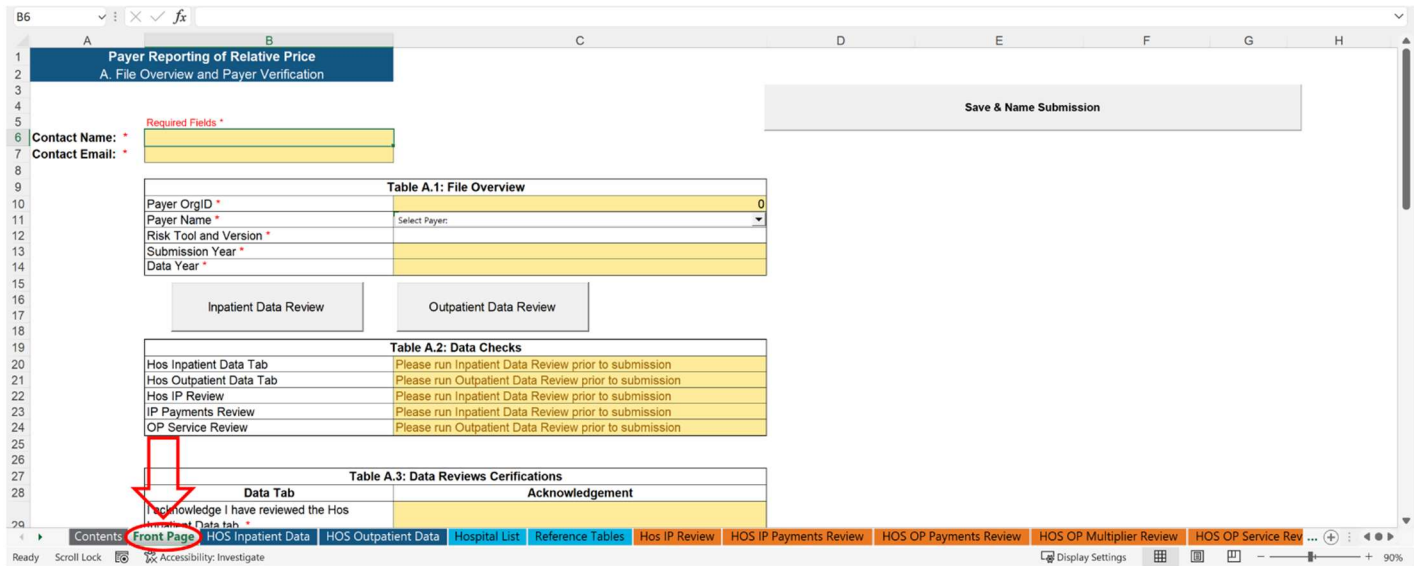 B6
fx
A B C D E F G H
1 Payer Reporting of Relative Price
2 A. File Overview and Payer Verification
3
4 Save & Name Submission
5 Required Fields *
6 Contact Name: *
7 Contact Email: *
8
9 Table A.1: File Overview
10 Payer OrgID * 0
11 Payer Name * Select Payer:
12 Risk Tool and Version *
13 Submission Year *
14 Data Year *
15
16 Inpatient Data Review Outpatient Data Review
17
18
19 Table A.2: Data Checks
20 Hos Inpatient Data Tab Please run Inpatient Data Review prior to submission
21 Hos Outpatient Data Tab Please run Outpatient Data Review prior to submission
22 Hos IP Review Please run Inpatient Data Review prior to submission
23 IP Payments Review Please run Inpatient Data Review prior to submission
24 OP Service Review Please run Outpatient Data Review prior to submission
25
26
27 Table A.3: Data Reviews Cerifications
28 Data Tab Acknowledgement
I acknowledge I have reviewed the Hos
29 Inpatient Data tab. *
Contents Front Page HOS Inpatient Data HOS Outpatient Data Hospital List Reference Tables Hos IP Review HOS IP Payments Review HOS OP Payments Review HOS OP Multiplier Review HOS OP Service Rev ...
Ready Scroll Lock Accessibility: Investigate Display Settings 90%